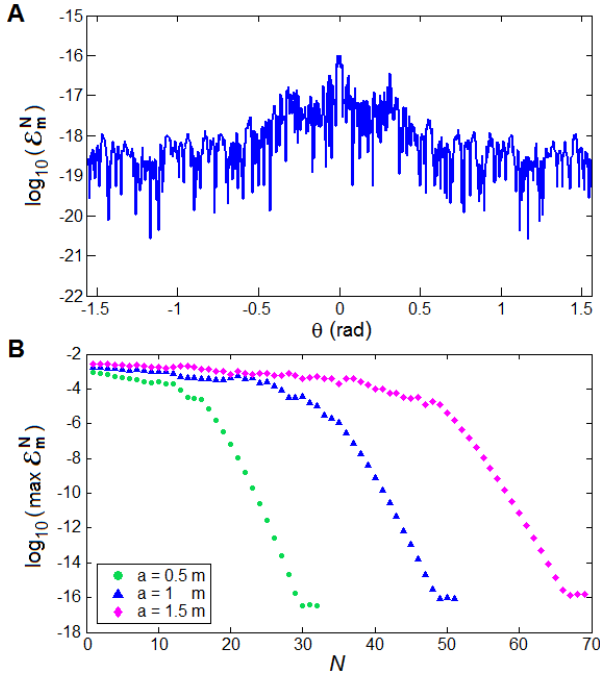 A
-15
-16
-17
-18
-19
-20
-21
-22
log10(ℰmN)
-1.5 -1 -0.5 0 0.5 1 1.5
θ (rad)
B
-2
-4
-6
-8
-10
-12
-14
-16
-18
log10(max ℰmN)
a = 0.5 m
a = 1 m
a = 1.5 m
0 10 20 30 40 50 60 70
N